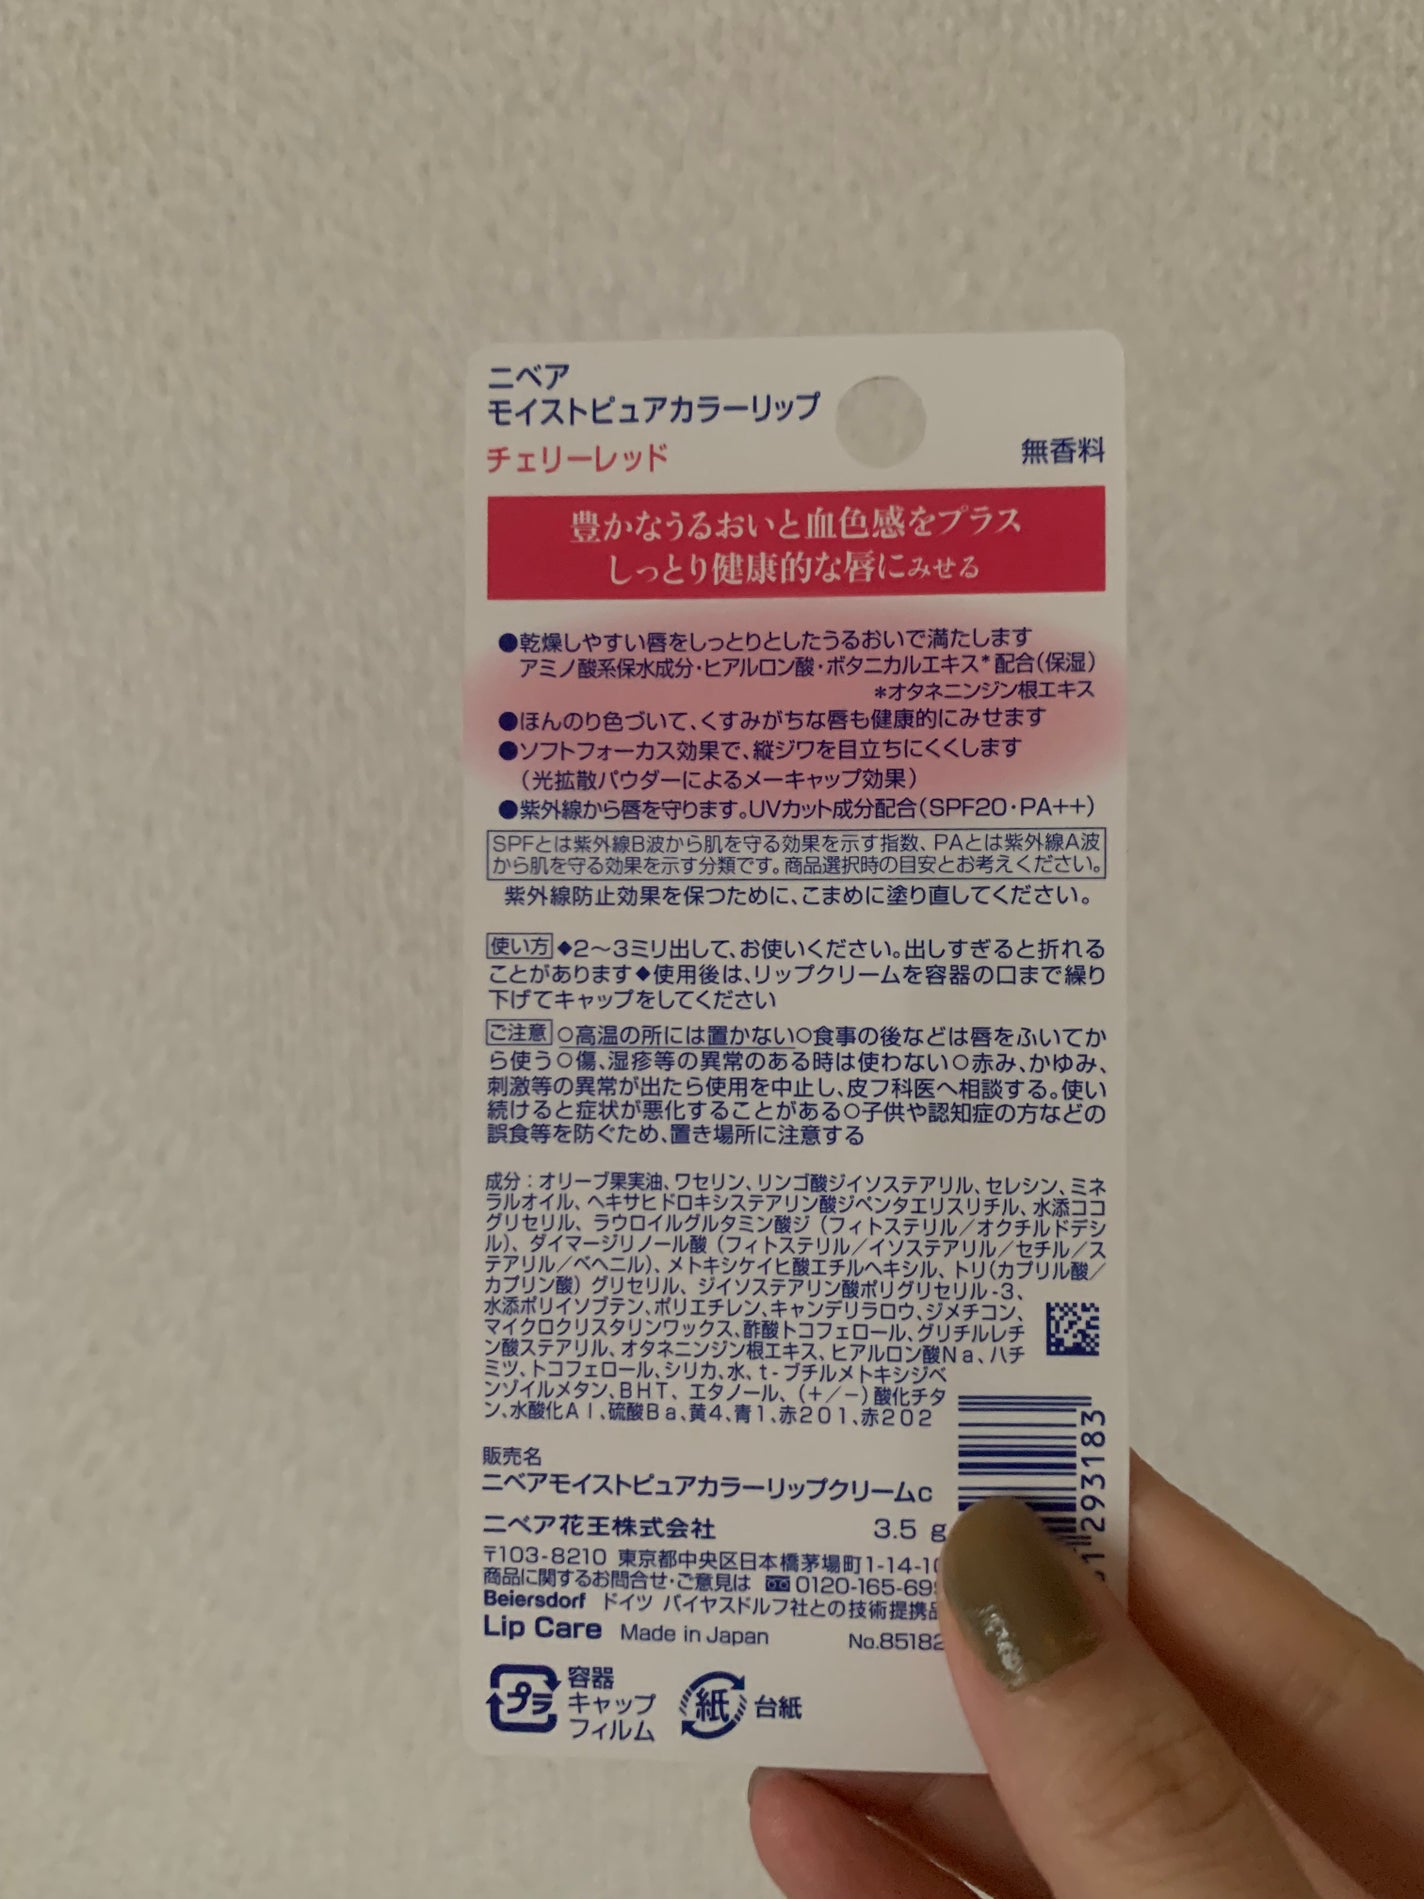 ニベア
モイストピュアカラーリップ
チェリーレッド
無香料
豊かなうるおいと血色感をプラス
しっとり健康的な唇にみせる
●乾燥しやすい唇をしっとりとしたうるおいで満たします
アミノ酸系保水成分・ヒアルロン酸・ボタニカルエキス*配合(保湿)
*オタネニンジン根エキス
●ほんのり色づいて、くすみがちな唇も健康的にみせます
●ソフトフォーカス効果で、縦ジワを目立ちにくくします
(光拡散パウダーによるメーキャップ効果)
●紫外線から唇を守ります。UVカット成分配合(SPF20・PA++)
SPFとは紫外線B波から肌を守る効果を示す指数、PAとは紫外線A波
から肌を守る効果を示す分類です。商品選択時の目安とお考えください。
紫外線防止効果を保つために、こまめに塗り直してください。
使い方◆2〜3ミリ出して、お使いください。出しすぎると折れる
ことがあります◆使用後は、リップクリームを容器の口まで繰り
下げてキャップをしてください
ご注意○高温の所には置かない○食事の後などは唇をふいてか
ら使う○傷、湿疹等の異常のある時は使わない○赤み、かゆみ、
刺激等の異常が出たら使用を中止し、皮フ科医へ相談する。使い
続けると症状が悪化することがある○子供や認知症の方などの
誤食等を防ぐため、置き場所に注意する
成分：オリーブ果実油、ワセリン、リンゴ酸ジイソステアリル、セレシン、ミネ
ラルオイル、ヘキサヒドロキシステアリン酸ジペンタエリスリチル、水添ココ
グリセリル、ラウロイルグルタミン酸ジ（フィトステリル／オクチルドデシ
ル)、ダイマージリノール酸（フィトステリル／イソステアリル／セチル／ス
テアリル／ベヘニル)、メトキシケイヒ酸エチルヘキシル、トリ(カプリル酸／
カプリン酸）グリセリル、ジイソステアリン酸ポリグリセリル-3、
水添ポリイソブテン、ポリエチレン、キャンデリラロウ、ジメチコン、
マイクロクリスタリンワックス、酢酸トコフェロール、グリチルレチ
ン酸ステアリル、オタネニンジン根エキス、ヒアルロン酸Na、ハチ
ミツ、トコフェロール、シリカ、水、t-ブチルメトキシジベ
ンゾイルメタン、BHT、エタノール、(+／−)酸化チタ
ン、水酸化Al、硫酸Ba、黄4、青1、赤201、赤202
販売名
ニベアモイストピュアカラーリップクリームc
ニベア花王株式会社 3.5 g
〒103-8210 東京都中央区日本橋茅場町1-14-10
商品に関するお問合せ・ご意見は 0120-165-69
Beiersdorf ドイツ バイヤスドルフ社との技術提携品
Lip Care Made in Japan No.85182
293183
プラ 容器
キャップ
フィルム
紙 台紙